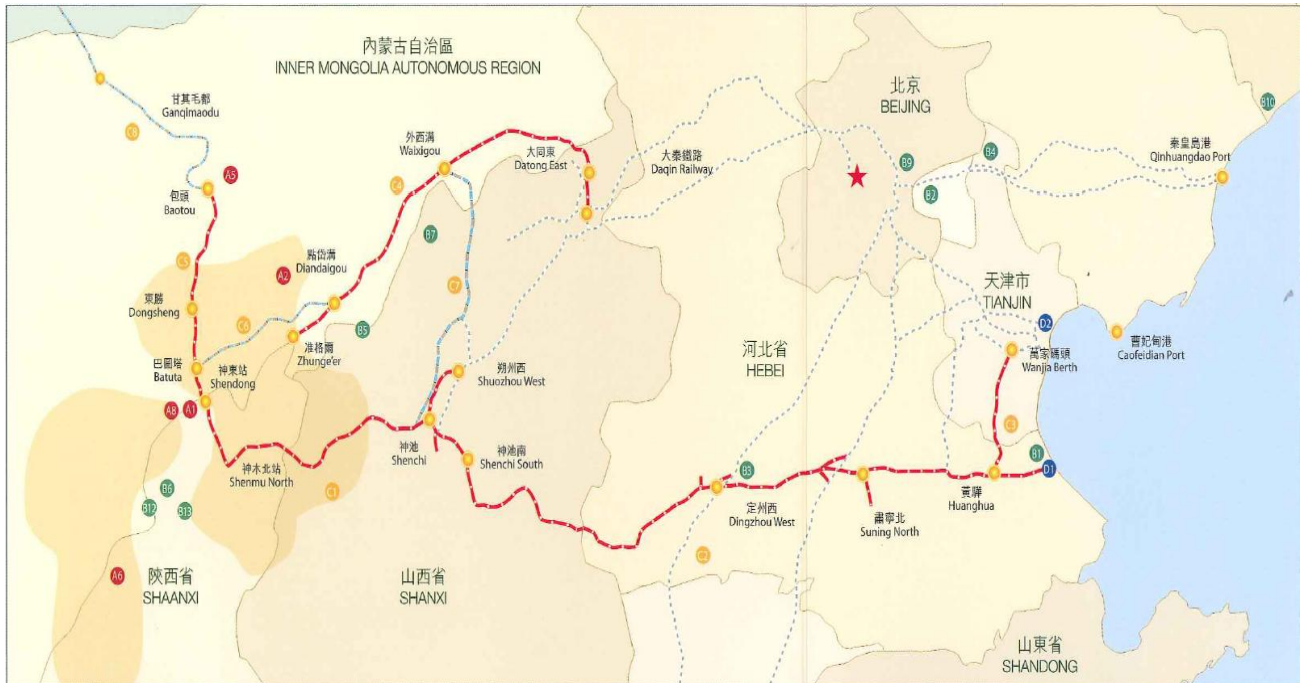 內蒙古自治區
INNER MONGOLIA AUTONOMOUS REGION
甘其毛都
Ganqimaodu
C8
包頭
Baotou
A5
C5
東勝
Dongsheng
C6
巴圖塔
Batuta
神東站
Shendong
A8
A1
A2
點岱溝
Diandaigou
准格爾
Zhunge'er
B5
外西溝
Waixigou
C4
B7
C7
大同東
Datong East
大秦鐵路
Daqin Railway
朔州西
Shuozhou West
神池
Shenchi
神池南
Shenchi South
神木北站
Shenmu North
C1
B6
B12
B13
A6
陝西省
SHAANXI
山西省
SHANXI
北京
BEIJING
B9
B2
B4
B10
秦皇島港
Qinhuangdao Port
天津市
TIANJIN
D2
萬家碼頭
Wanjia Berth
曹妃甸港
Caofeidian Port
河北省
HEBEI
C3
B1
D1
黃驊
Huanghua
B3
定州西
Dingzhou West
肅寧北
Suning North
C2
山東省
SHANDONG